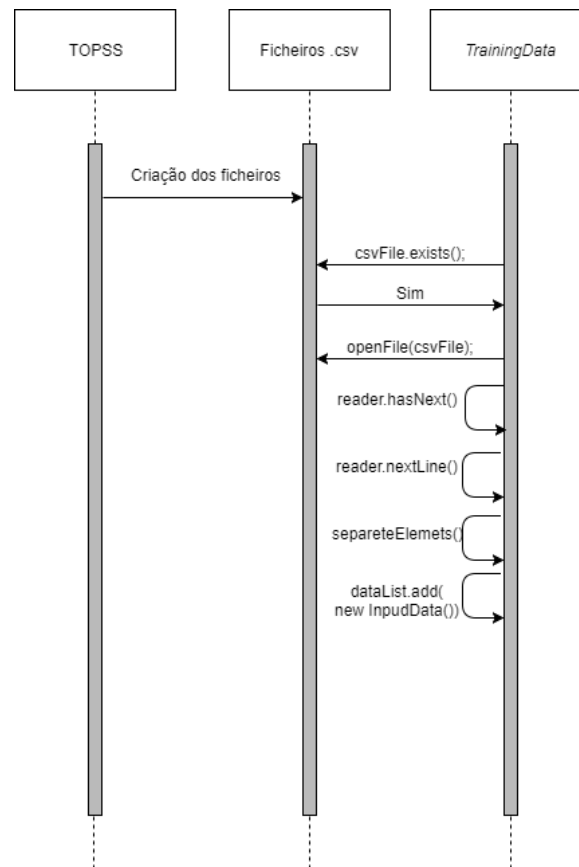 TOPSS
Ficheiros .csv
TrainingData
Criação dos ficheiros
csvFile.exists();
Sim
openFile(csvFile);
reader.hasNext()
reader.nextLine()
separeteElemets()
dataList.add(
new InpudData())